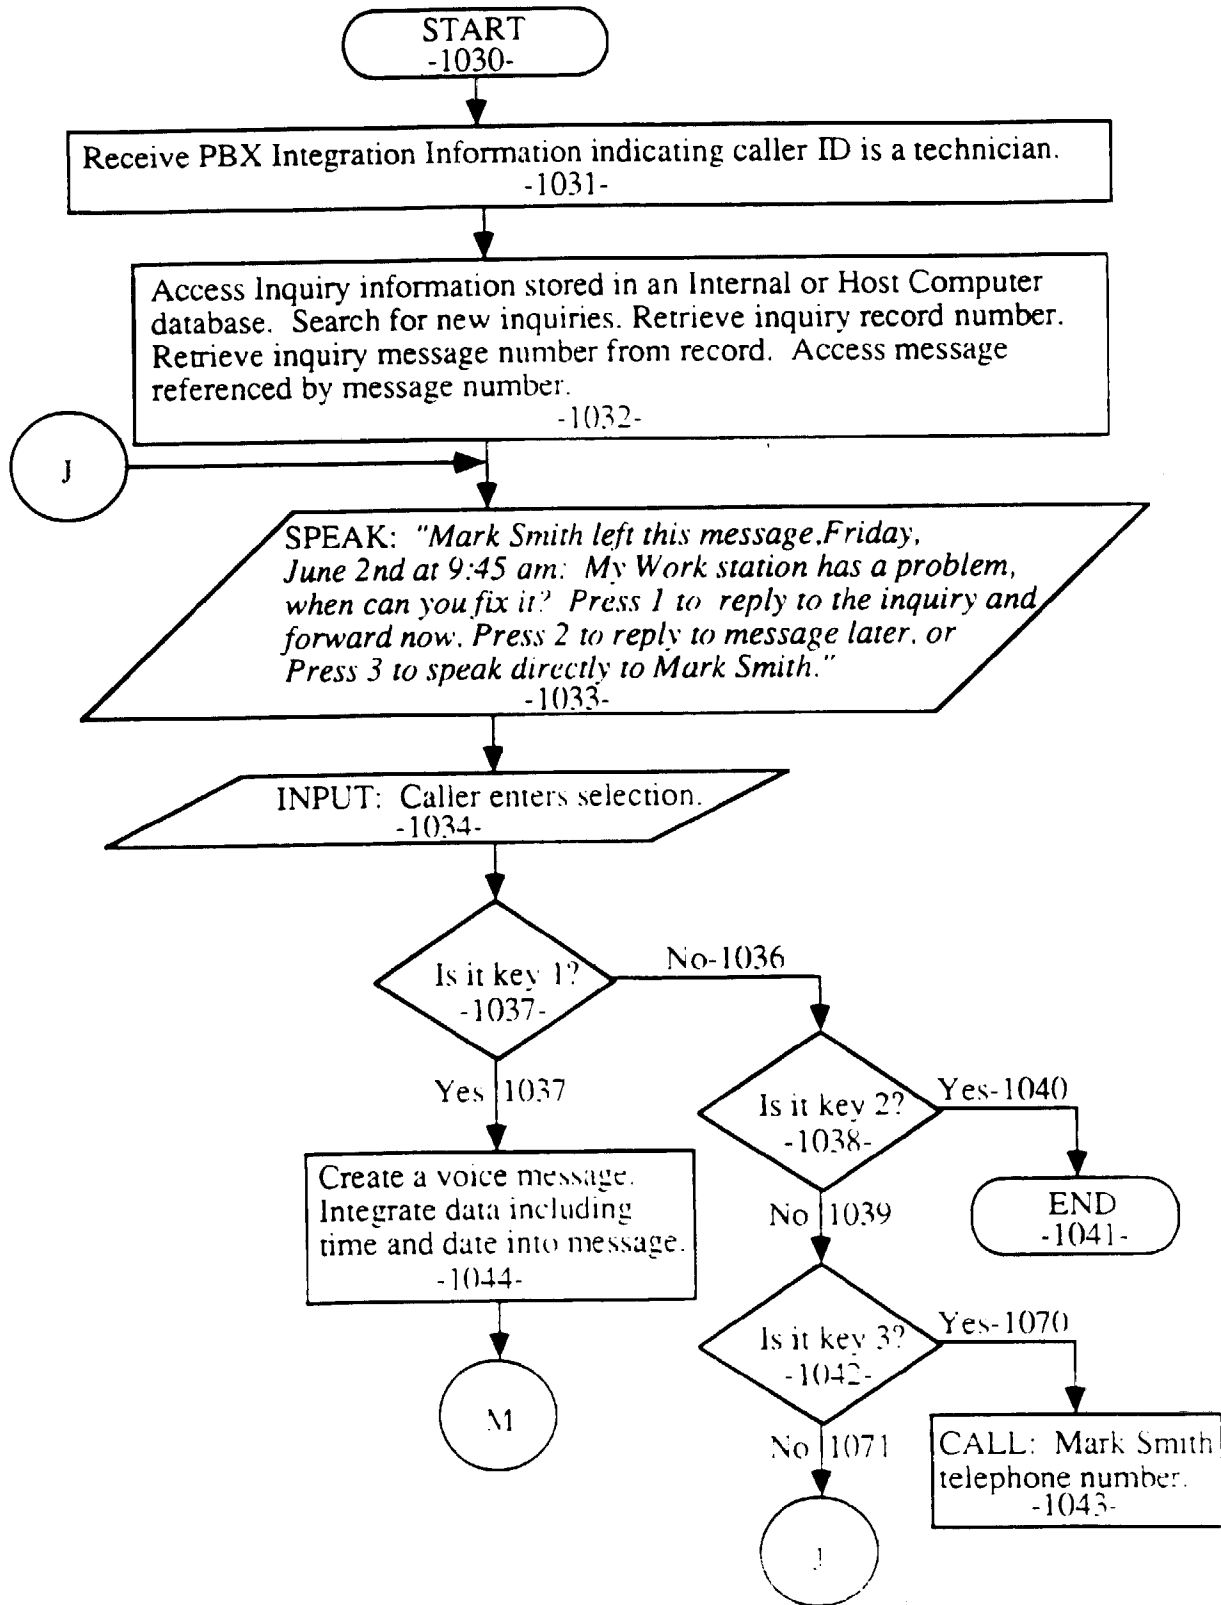 START
-1030-
Receive PBX Integration Information indicating caller ID is a technician.
-1031-
Access Inquiry information stored in an Internal or Host Computer
database. Search for new inquiries. Retrieve inquiry record number.
Retrieve inquiry message number from record. Access message
referenced by message number.
-1032-
J
SPEAK: "Mark Smith left this message,Friday,
June 2nd at 9:45 am: My Work station has a problem,
when can you fix it? Press 1 to reply to the inquiry and
forward now. Press 2 to reply to message later, or
Press 3 to speak directly to Mark Smith."
-1033-
INPUT: Caller enters selection.
-1034-
Is it key 1?
-1037-
No-1036
Yes 1037
Is it key 2?
-1038-
Yes-1040
Create a voice message.
Integrate data including
time and date into message.
-1044-
No 1039
END
-1041-
Is it key 3?
-1042-
Yes-1070
M
No 1071
CALL: Mark Smith
telephone number.
-1043-
J